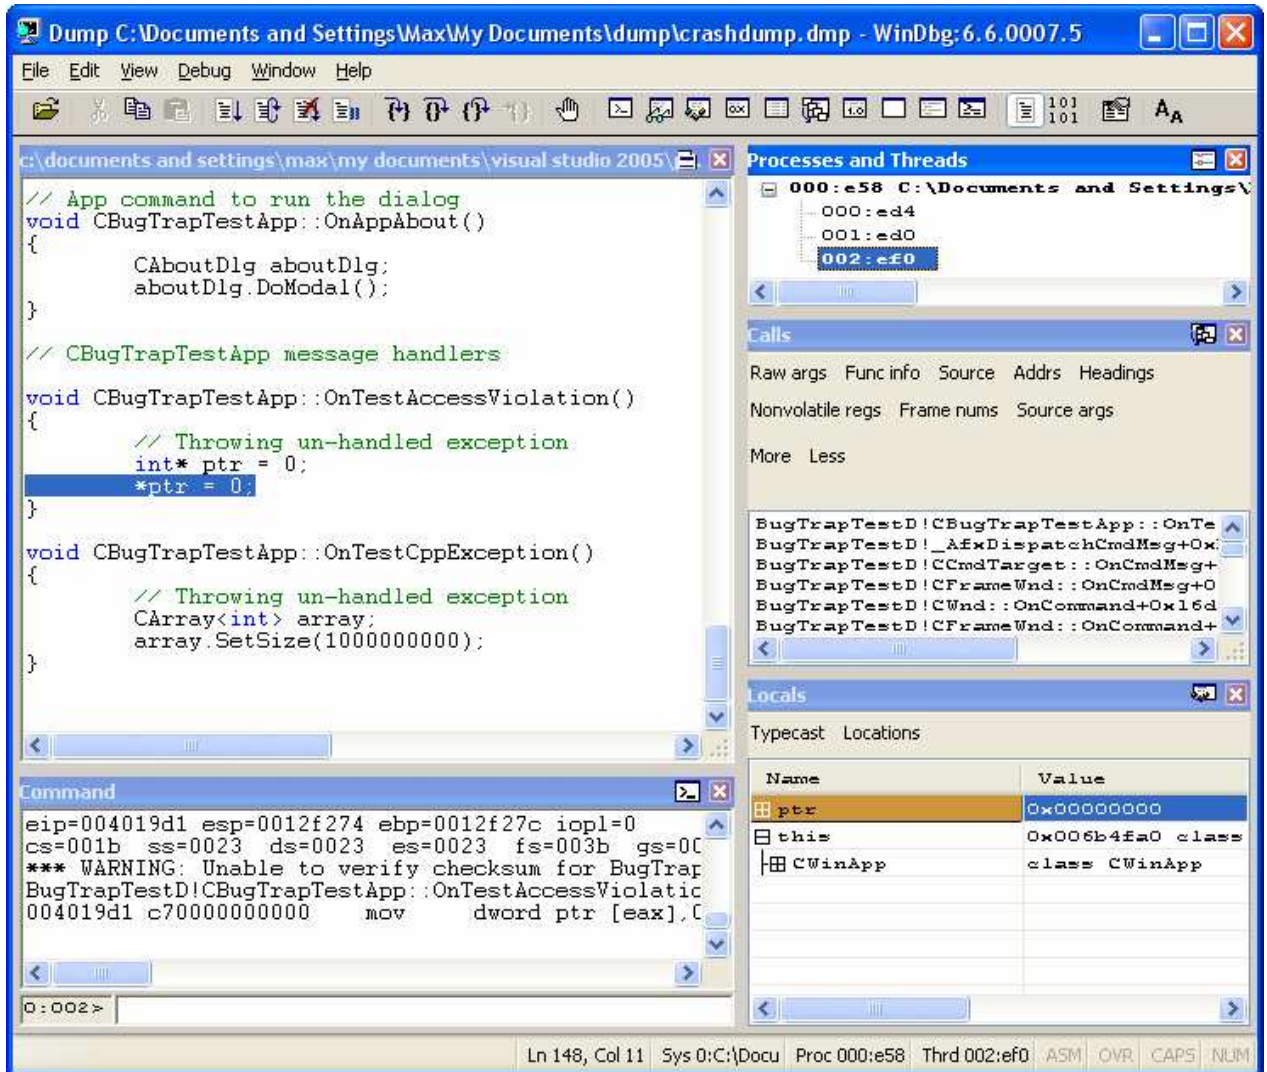 Dump C:\Documents and Settings\Max\My Documents\dump\crashdump.dmp - WinDbg:6.6.0007.5
File Edit View Debug Window Help
c:\documents and settings\max\my documents\visual studio 2005\
// App command to run the dialog
void CBugTrapTestApp::OnAppAbout()
{
CAboutDlg aboutDlg;
aboutDlg.DoModal();
}
// CBugTrapTestApp message handlers
void CBugTrapTestApp::OnTestAccessViolation()
{
// Throwing un-handled exception
int* ptr = 0;
*ptr = 0;
}
void CBugTrapTestApp::OnTestCppException()
{
// Throwing un-handled exception
CArray<int> array;
array.SetSize(1000000000);
}
Command
eip=004019d1 esp=0012f274 ebp=0012f27c iopl=0
cs=001b ss=0023 ds=0023 es=0023 fs=003b gs=00
*** WARNING: Unable to verify checksum for BugTrap
BugTrapTestD!CBugTrapTestApp::OnTestAccessViolatio
004019d1 c70000000000 mov dword ptr [eax],0
0:002>
Processes and Threads
000:e58 C:\Documents and Settings\
000:ed4
001:ed0
002:ef0
Calls
Raw args Func info Source Addrs Headings
Nonvolatile regs Frame nums Source args
More Less
BugTrapTestD!CBugTrapTestApp::OnTe
BugTrapTestD!_AfxDispatchCmdMsg+0x
BugTrapTestD!CCmdTarget::OnCmdMsg+
BugTrapTestD!CFrameWnd::OnCmdMsg+0
BugTrapTestD!CWnd::OnCommand+0x16d
BugTrapTestD!CFrameWnd::OnCommand+
Locals
Typecast Locations
Name Value
ptr 0x00000000
this 0x006b4fa0 class
CWinApp class CWinApp
Ln 148, Col 11 Sys 0:C:\Docu Proc 000:e58 Thrd 002:ef0 ASM OVR CAPS NUM